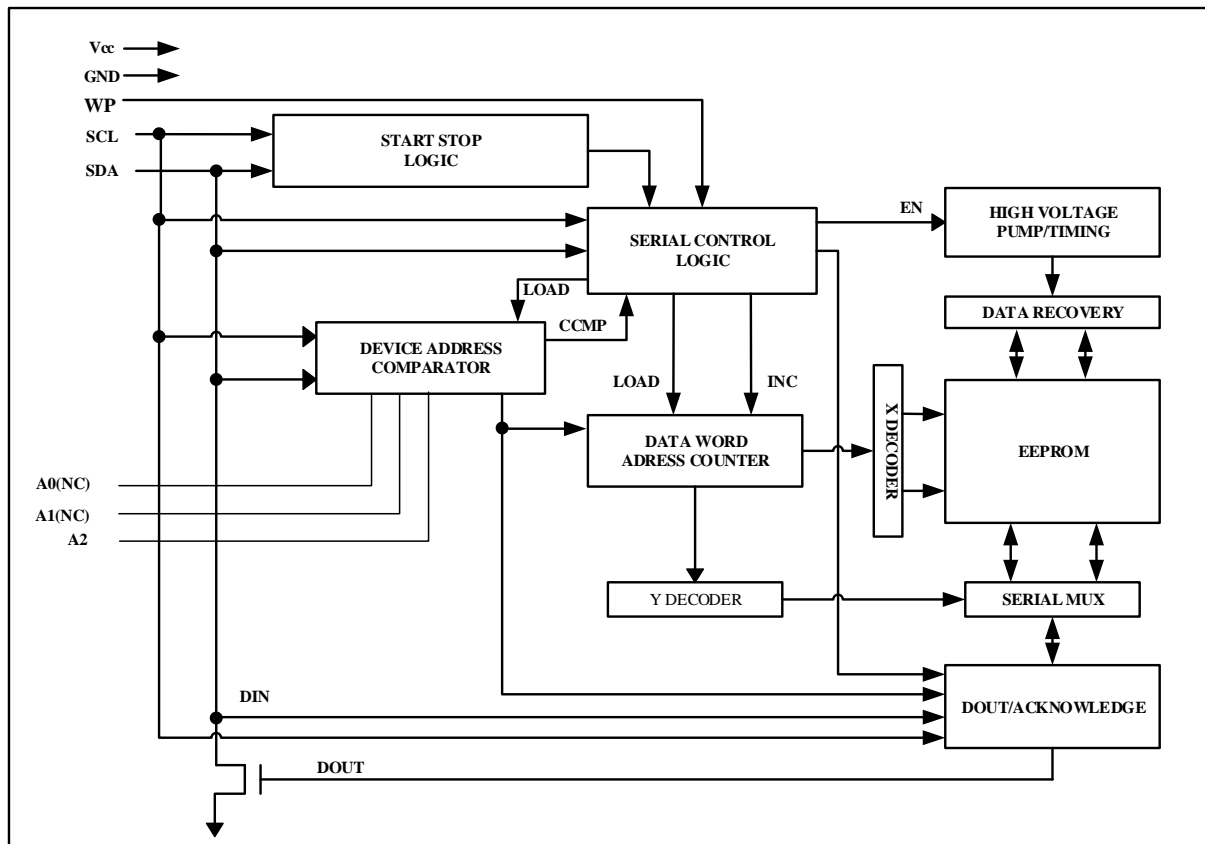 Vcc
GND
WP
SCL
SDA
START STOP
LOGIC
SERIAL CONTROL
LOGIC
EN
HIGH VOLTAGE
PUMP/TIMING
LOAD
CCMP
DATA RECOVERY
DEVICE ADDRESS
COMPARATOR
LOAD
INC
X DECODER
EEPROM
DATA WORD
ADRESS COUNTER
A0(NC)
A1(NC)
A2
Y DECODER
SERIAL MUX
DIN
DOUT/ACKNOWLEDGE
DOUT